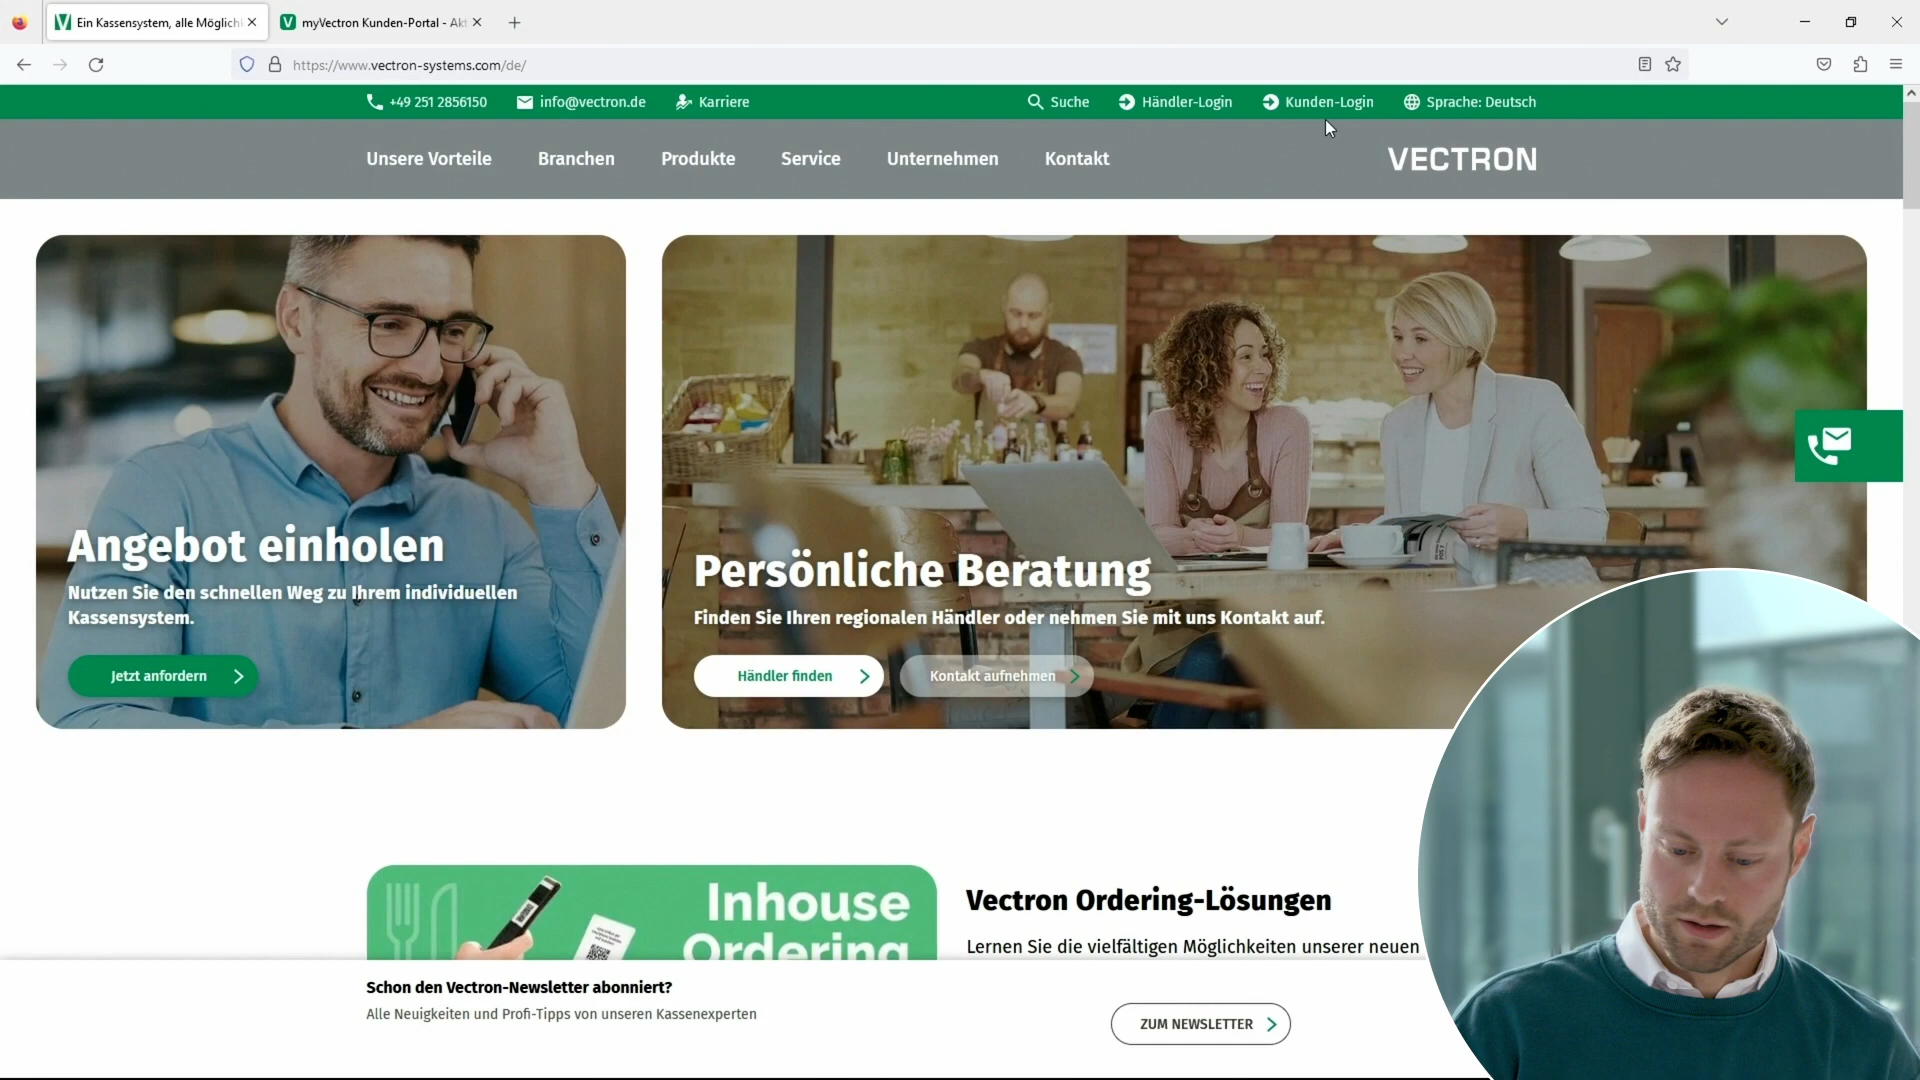 Ein Kassensystem, alle Möglich
myVectron Kunden-Portal - Akt
https://www.vectron-systems.com/de/
+49 251 2856150
info@vectron.de
Karriere
Suche
Händler-Login
Kunden-Login
Sprache: Deutsch
Unsere Vorteile
Branchen
Produkte
Service
Unternehmen
Kontakt
VECTRON
Angebot einholen
Nutzen Sie den schnellen Weg zu Ihrem individuellen
Kassensystem.
Jetzt anfordern
Persönliche Beratung
Finden Sie Ihren regionalen Händler oder nehmen Sie mit uns Kontakt auf.
Händler finden
Kontakt aufnehmen
Inhouse
Ordering
Vectron Ordering-Lösungen
Lernen Sie die vielfältigen Möglichkeiten unserer neuen
Schon den Vectron-Newsletter abonniert?
Alle Neuigkeiten und Profi-Tipps von unseren Kassenexperten
ZUM NEWSLETTER